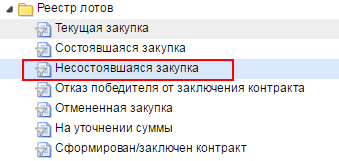 Реестр лотов
Текущая закупка
Состоявшаяся закупка
Несостоявшаяся закупка
Отказ победителя от заключения контракта
Отмененная закупка
На уточнении суммы
Сформирован/заключен контракт